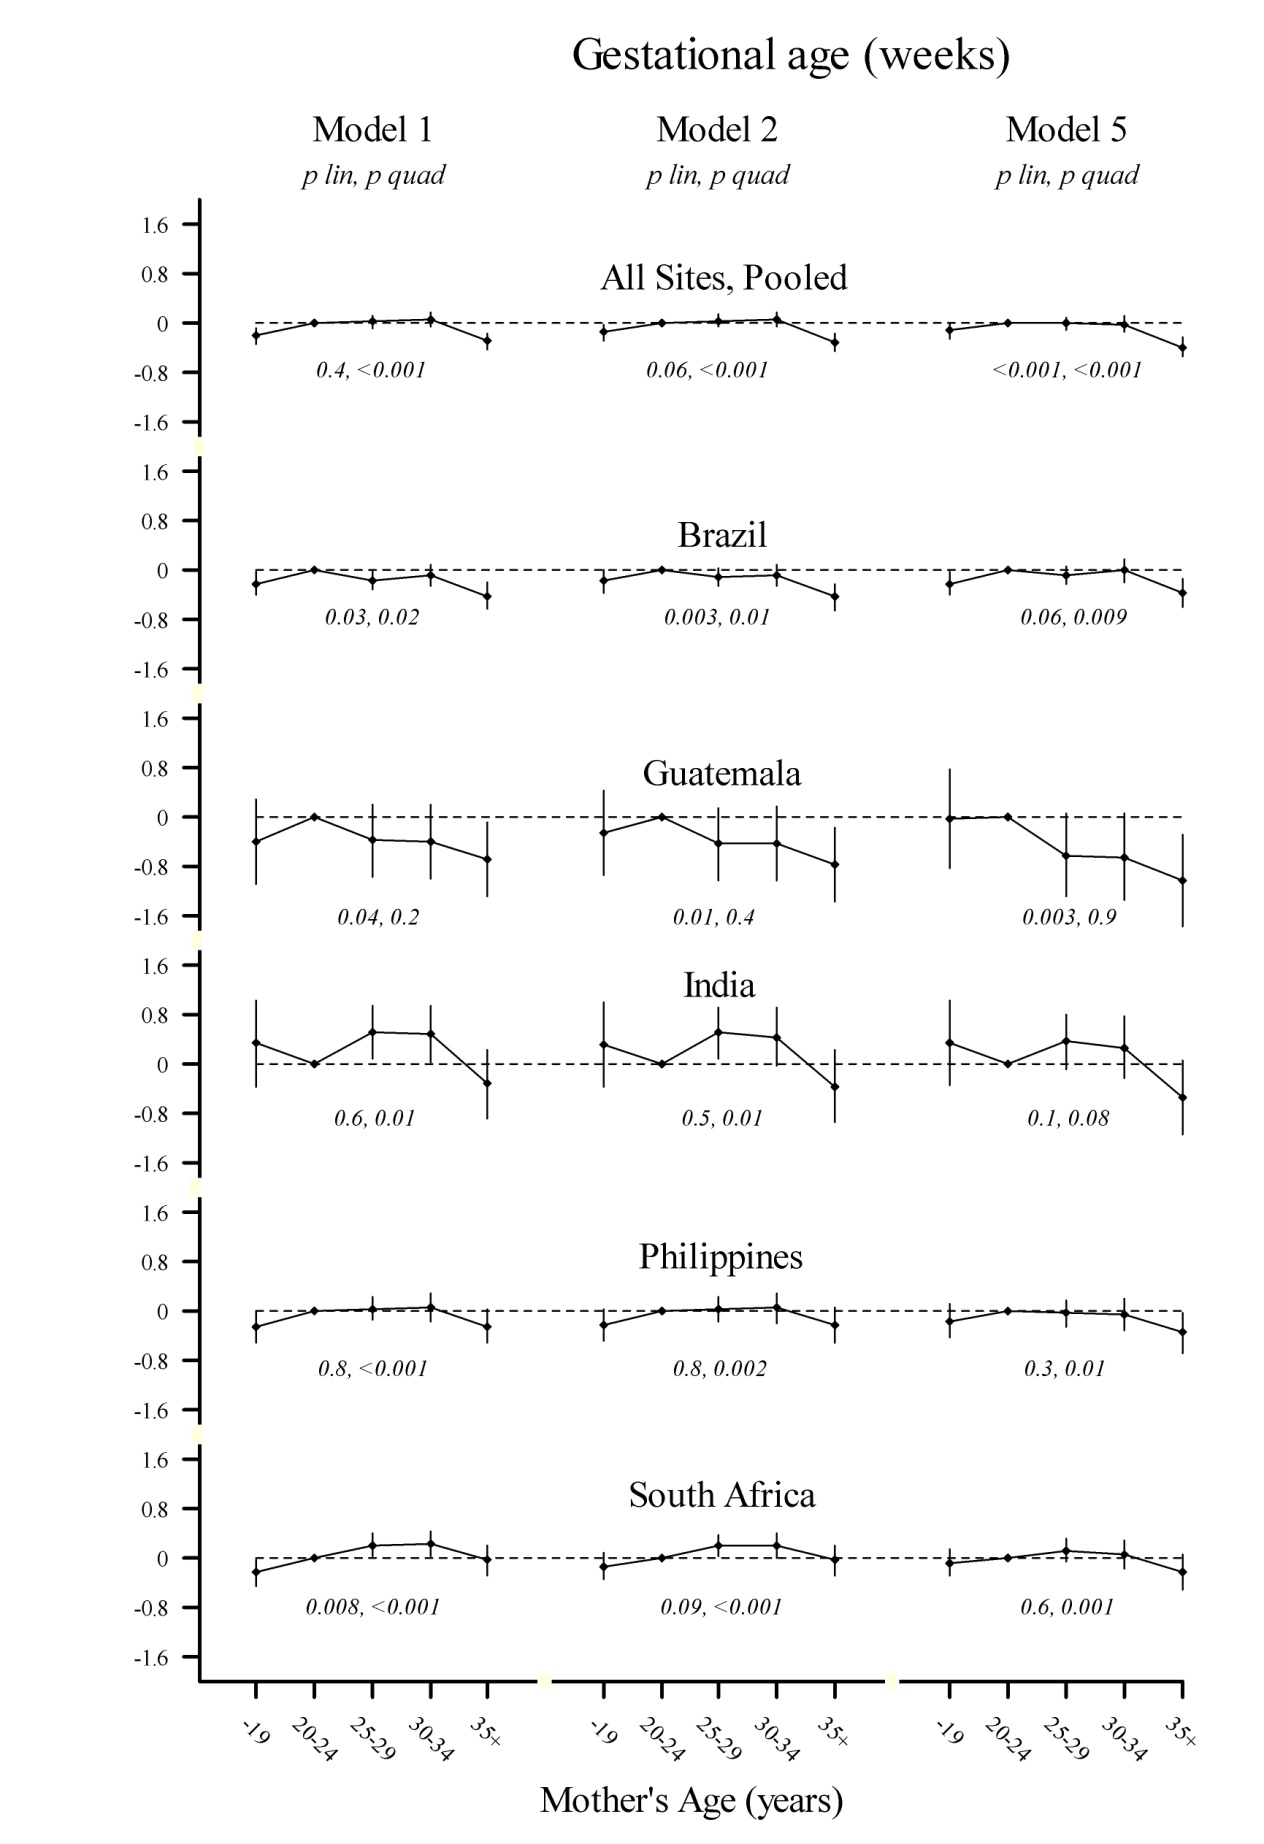 Gestational age (weeks)
Model 1 Model 2 Model 5
p lin, p quad p lin, p quad p lin, p quad
1.6
0.8
All Sites, Pooled
0
-0.8
0.4, <0.001 0.06, <0.001 <0.001, <0.001
-1.6
1.6
0.8
Brazil
0
-0.8
0.03, 0.02 0.003, 0.01 0.06, 0.009
-1.6
1.6
0.8
Guatemala
0
-0.8
-1.6
0.04, 0.2 0.01, 0.4 0.003, 0.9
1.6
India
0.8
0
-0.8
0.6, 0.01 0.5, 0.01 0.1, 0.08
-1.6
1.6
0.8
Philippines
0
-0.8
0.8, <0.001 0.8, 0.002 0.3, 0.01
-1.6
1.6
South Africa
0.8
0
-0.8
0.008, <0.001 0.09, <0.001 0.6, 0.001
-1.6
-19 20-24 25-29 30-34 35+ -19 20-24 25-29 30-34 35+ -19 20-24 25-29 30-34 35+
Mother's Age (years)